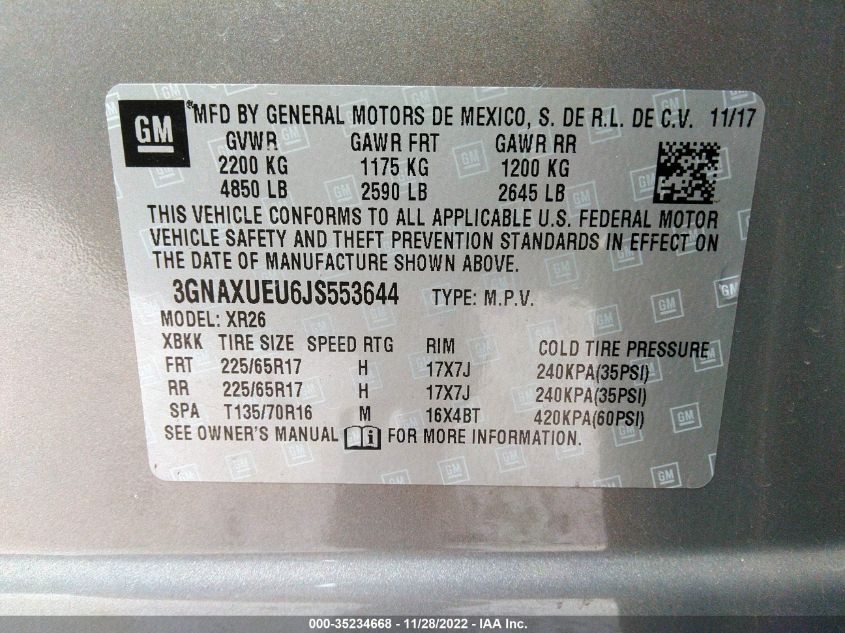 GM ® MFD BY GENERAL MOTORS DE MEXICO, S. DE R.L. DE C.V. 11/17
GVWR GAWR FRT GAWR RR
2200 KG 1175 KG 1200 KG
4850 LB 2590 LB 2645 LB
THIS VEHICLE CONFORMS TO ALL APPLICABLE U.S. FEDERAL MOTOR
VEHICLE SAFETY AND THEFT PREVENTION STANDARDS IN EFFECT ON
THE DATE OF MANUFACTURE SHOWN ABOVE.
3GNAXUEU6JS553644 TYPE: M.P.V.
MODEL: XR26
XBKK TIRE SIZE SPEED RTG RIM COLD TIRE PRESSURE
FRT 225/65R17 H 17X7J 240KPA(35PSI)
RR 225/65R17 H 17X7J 240KPA(35PSI)
SPA T135/70R16 M 16X4BT 420KPA(60PSI)
SEE OWNER'S MANUAL FOR MORE INFORMATION.
000-35234668 - 11/28/2022 - IAA Inc.